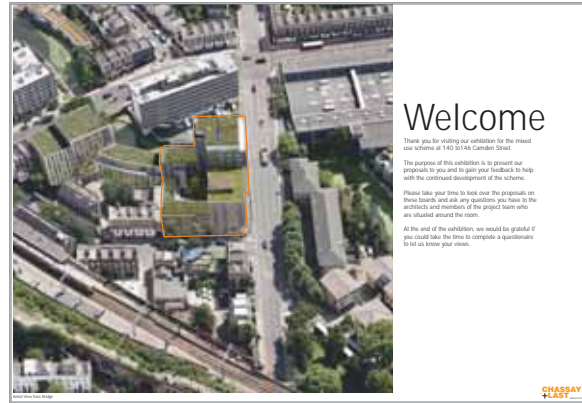 Welcome
Thank you for visiting our exhibition for the mixed
use scheme at 140 to146 Camden Street.
The purpose of this exhibition is to present our
proposals to you and to gain your feedback to help
with the continued development of the scheme.
Please take your time to look over the proposals on
these boards and ask any questions you have to the
architects and members of the project team who
are situated around the room.
At the end of the exhibition, we would be grateful if
you could take the time to complete a questionaire
to let us know your views.
Aerial View from Bridge
CHASSAY
+LAST